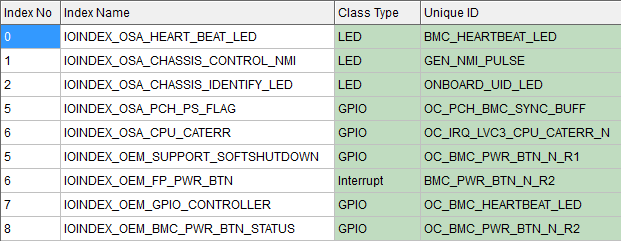 Index No Index Name Class Type Unique ID
0 IOINDEX_OSA_HEART_BEAT_LED LED BMC_HEARTBEAT_LED
1 IOINDEX_OSA_CHASSIS_CONTROL_NMI LED GEN_NMI_PULSE
2 IOINDEX_OSA_CHASSIS_IDENTIFY_LED LED ONBOARD_UID_LED
5 IOINDEX_OSA_PCH_PS_FLAG GPIO OC_PCH_BMC_SYNC_BUFF
6 IOINDEX_OSA_CPU_CATERR GPIO OC_IRQ_LVC3_CPU_CATERR_N
5 IOINDEX_OEM_SUPPORT_SOFTSHUTDOWN GPIO OC_BMC_PWR_BTN_N_R1
6 IOINDEX_OEM_FP_PWR_BTN Interrupt BMC_PWR_BTN_N_R2
7 IOINDEX_OEM_GPIO_CONTROLLER GPIO OC_BMC_HEARTBEAT_LED
8 IOINDEX_OEM_BMC_PWR_BTN_STATUS GPIO OC_BMC_PWR_BTN_N_R2